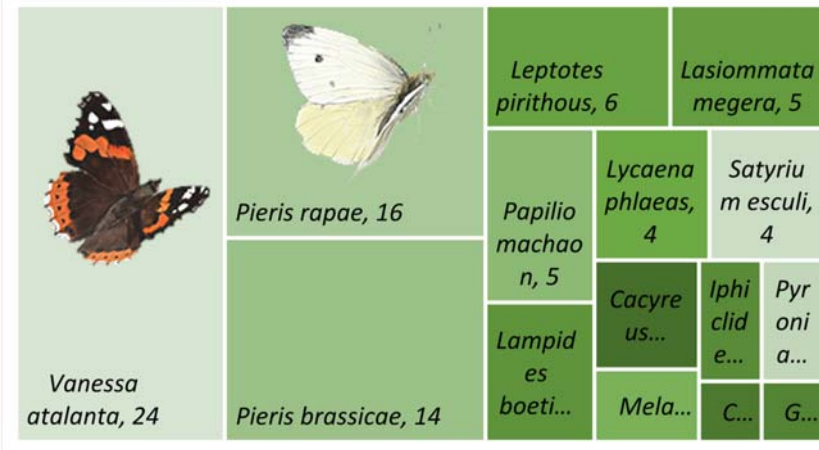 Vanessa
atalanta, 24
Pieris rapae, 16
Pieris brassicae, 14
Leptotes
pirithous, 6
Lasiommata
megera, 5
Papilio
machao
n, 5
Lycaena
phlaeas,
4
Satyriu
m esculi,
4
Lampid
es
boeti...
Cacyre
us...
Iphi
clid
e...
Pyr
oni
a...
Mela...
C...
G...